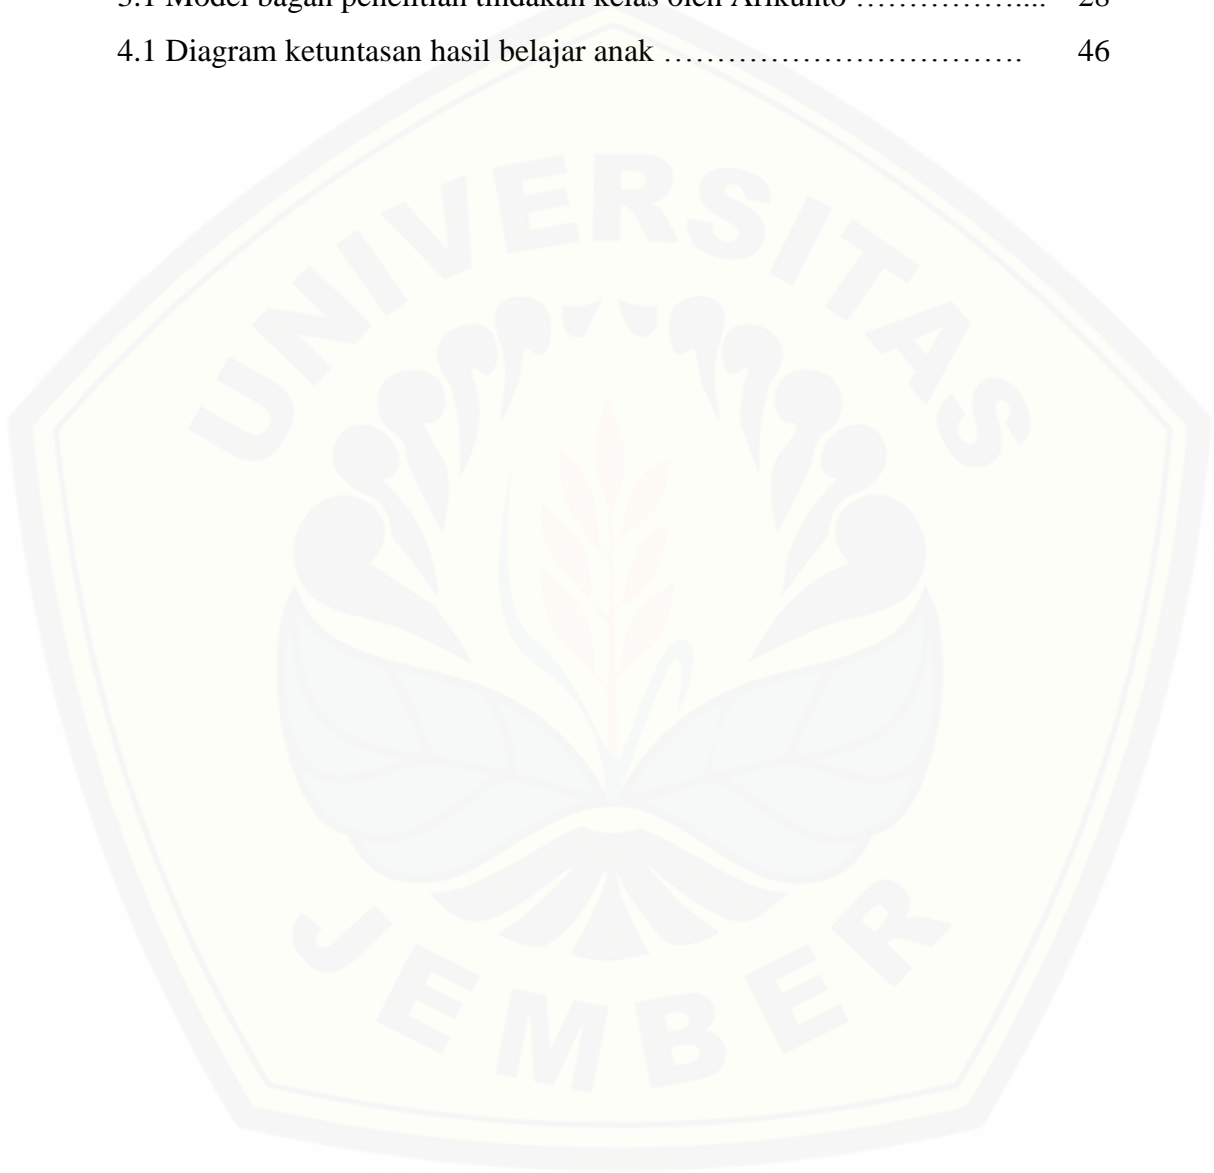 3.1 Model bagan penelitian tindakan kelas oleh Arikunto ……………..... 28
4.1 Diagram ketuntasan hasil belajar anak ……………………………. 46
UNIVERSITAS
JEMBER